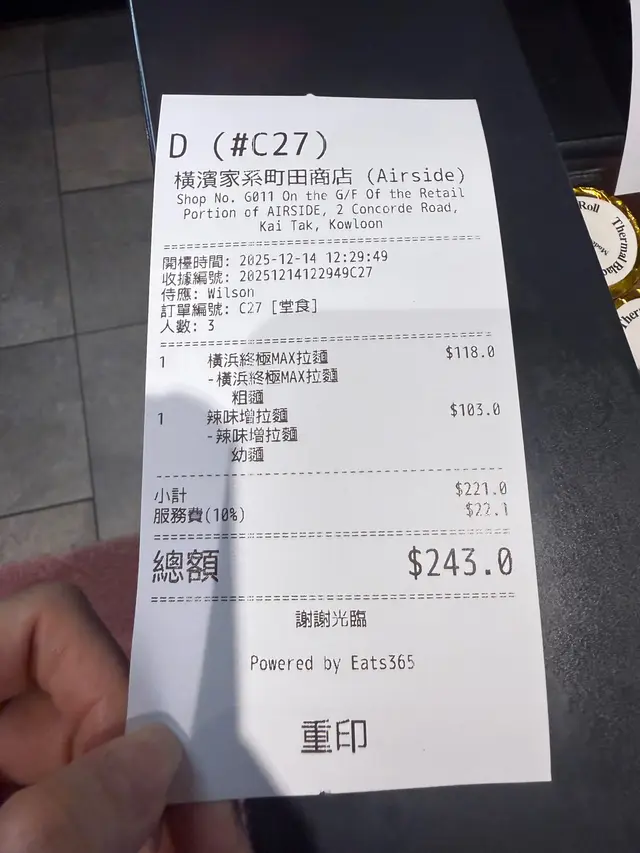 D (#C27)
橫濱家系町田商店 (Airside)
Shop No. G011 On the G/F Of the Retail
Portion of AIRSIDE, 2 Concorde Road,
Kai Tak, Kowloon
開檯時間: 2025-12-14 12:29:49
收據編號: 20251214122949C27
侍應: Wilson
訂單編號: C27 [堂食]
人數: 3
1 橫浜終極MAX拉麵 $118.0
-橫浜終極MAX拉麵
粗麵
1 辣味增拉麵 $103.0
-辣味增拉麵
幼麵
小計 $221.0
服務費(10%) $22.1
總額 $243.0
謝謝光臨
Powered by Eats365
重印
Roll
Thermal